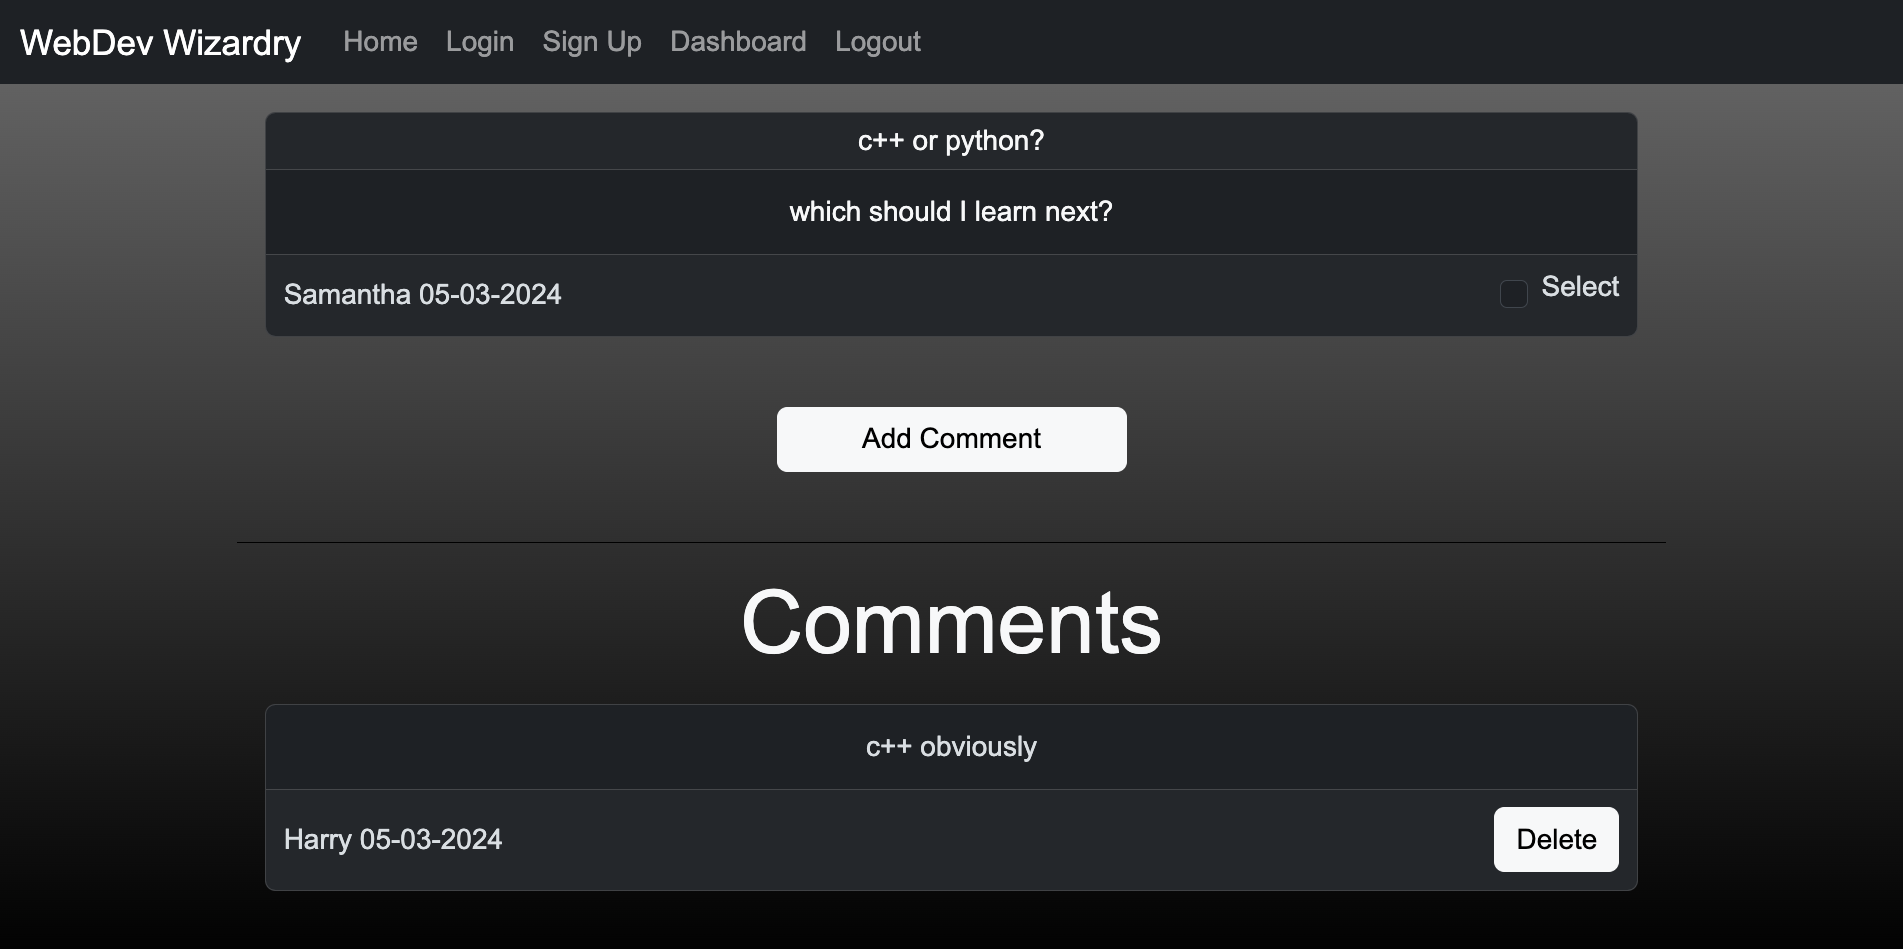 WebDev Wizardry Home Login Sign Up Dashboard Logout
c++ or python?
which should I learn next?
Samantha 05-03-2024 Select
Add Comment
Comments
c++ obviously
Harry 05-03-2024 Delete